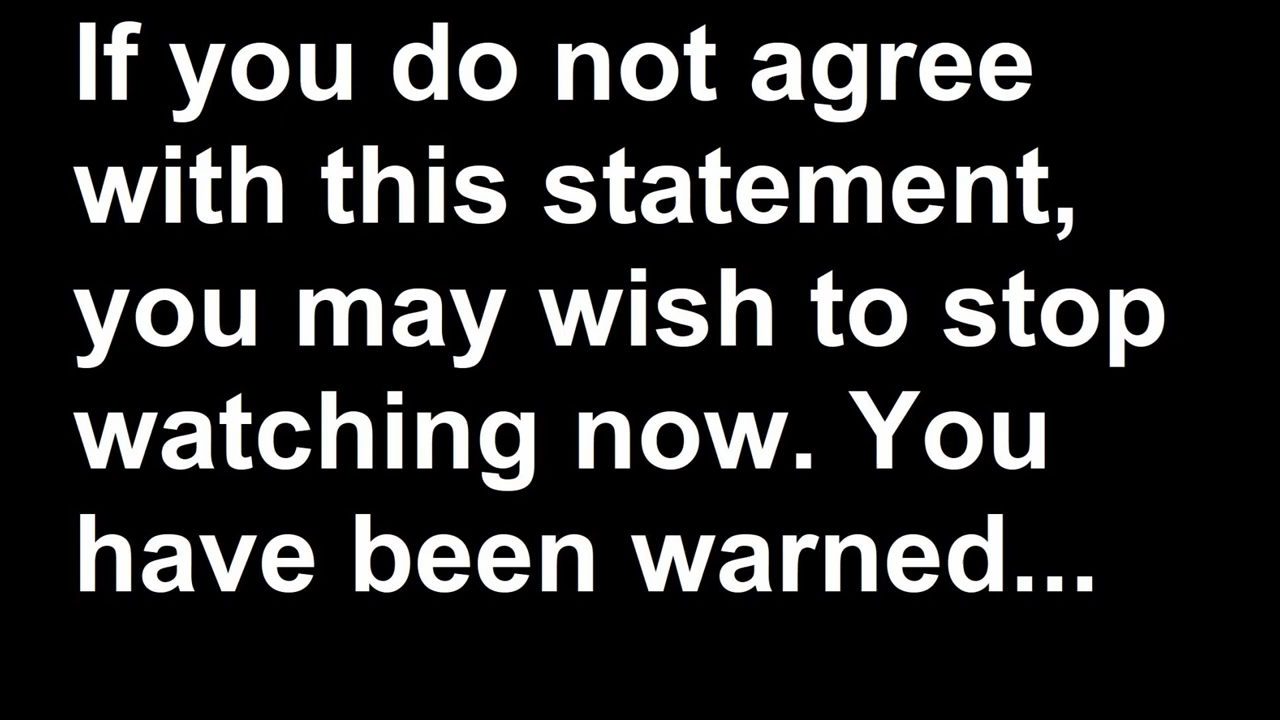 If you do not agree
with this statement,
you may wish to stop
watching now. You
have been warned...